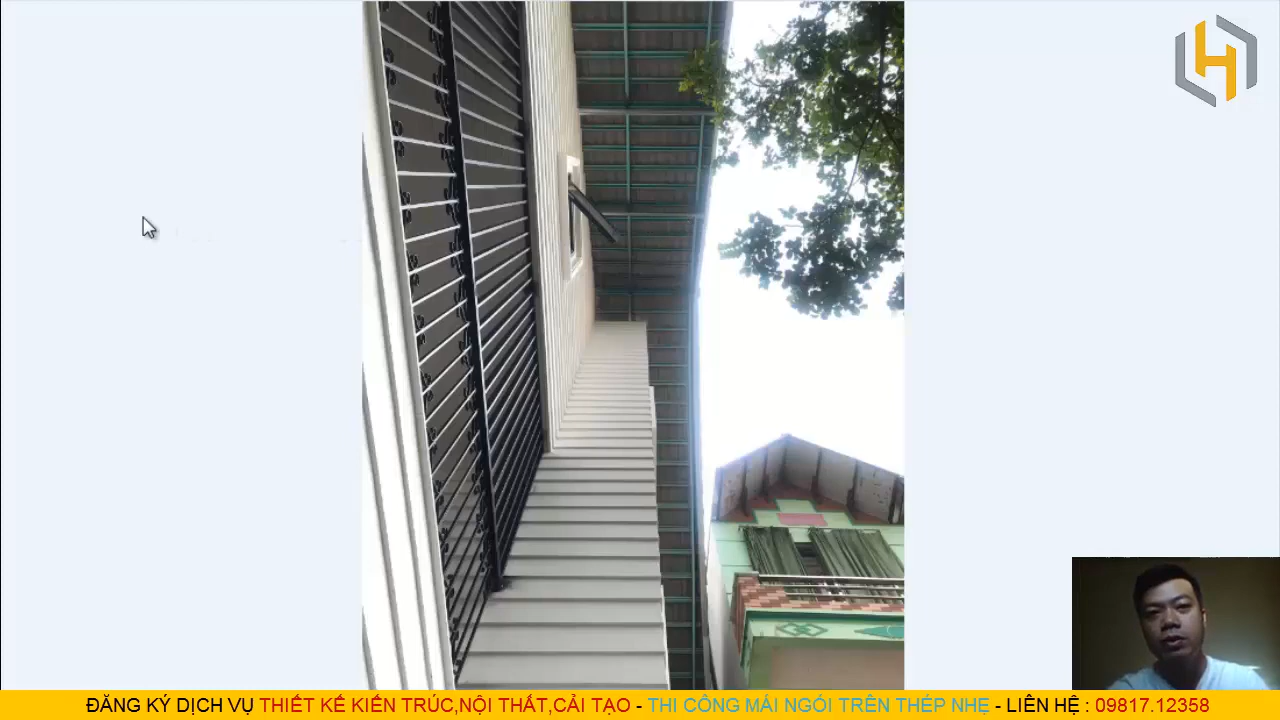 ĐĂNG KÝ DỊCH VỤ THIẾT KẾ KIẾN TRÚC,NỘI THẤT,CẢI TẠO - THI CÔNG MÁI NGÓI TRÊN THÉP NHẸ - LIÊN HỆ : 09817.12358